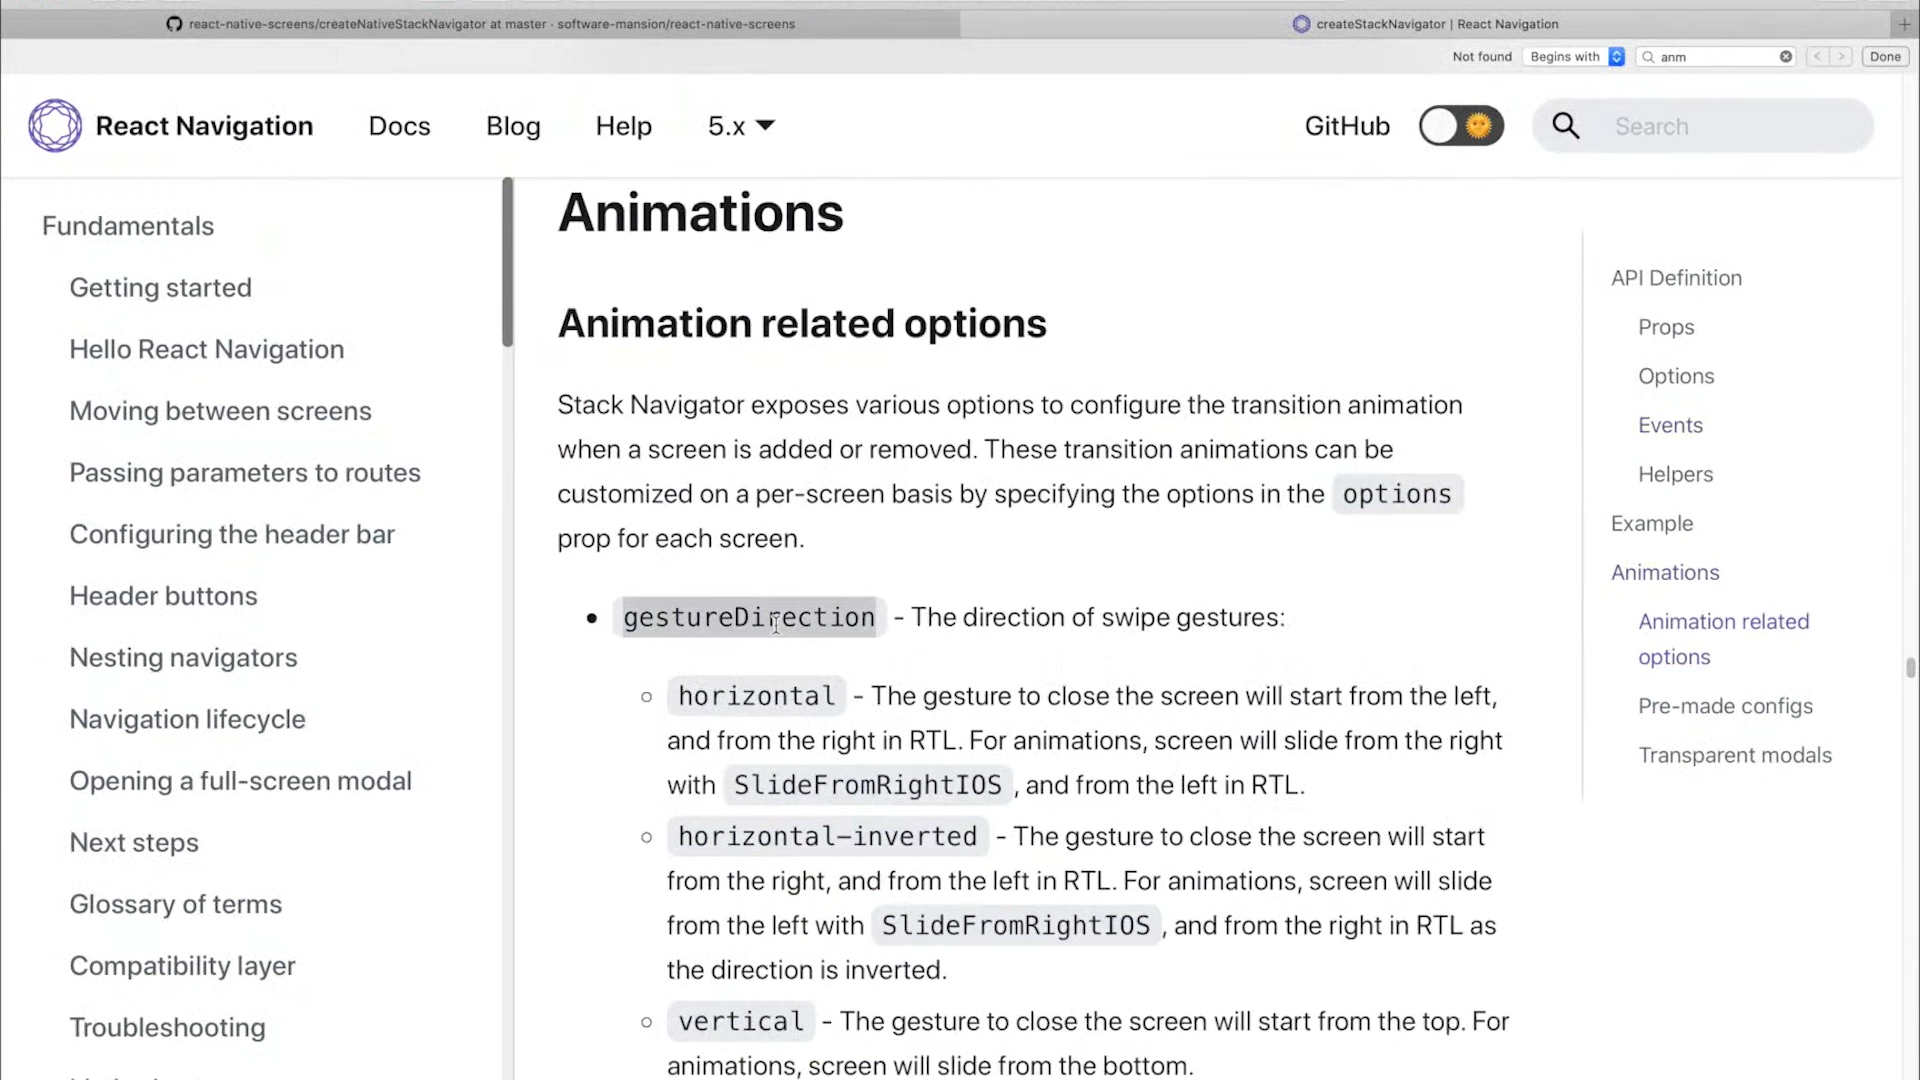 react-native-screens/createNativeStackNavigator at master · software-mansion/react-native-screens
createStackNavigator | React Navigation
Not found
Begins with
anm
Done
React Navigation
Docs
Blog
Help
5.x
GitHub
Search
Fundamentals
Getting started
Hello React Navigation
Moving between screens
Passing parameters to routes
Configuring the header bar
Header buttons
Nesting navigators
Navigation lifecycle
Opening a full-screen modal
Next steps
Glossary of terms
Compatibility layer
Troubleshooting
Animations
Animation related options
Stack Navigator exposes various options to configure the transition animation
when a screen is added or removed. These transition animations can be
customized on a per-screen basis by specifying the options in the options
prop for each screen.
• gestureDirection - The direction of swipe gestures:
◦ horizontal - The gesture to close the screen will start from the left,
and from the right in RTL. For animations, screen will slide from the right
with SlideFromRightIOS , and from the left in RTL.
◦ horizontal-inverted - The gesture to close the screen will start
from the right, and from the left in RTL. For animations, screen will slide
from the left with SlideFromRightIOS , and from the right in RTL as
the direction is inverted.
◦ vertical - The gesture to close the screen will start from the top. For
animations, screen will slide from the bottom.
API Definition
Props
Options
Events
Helpers
Example
Animations
Animation related
options
Pre-made configs
Transparent modals